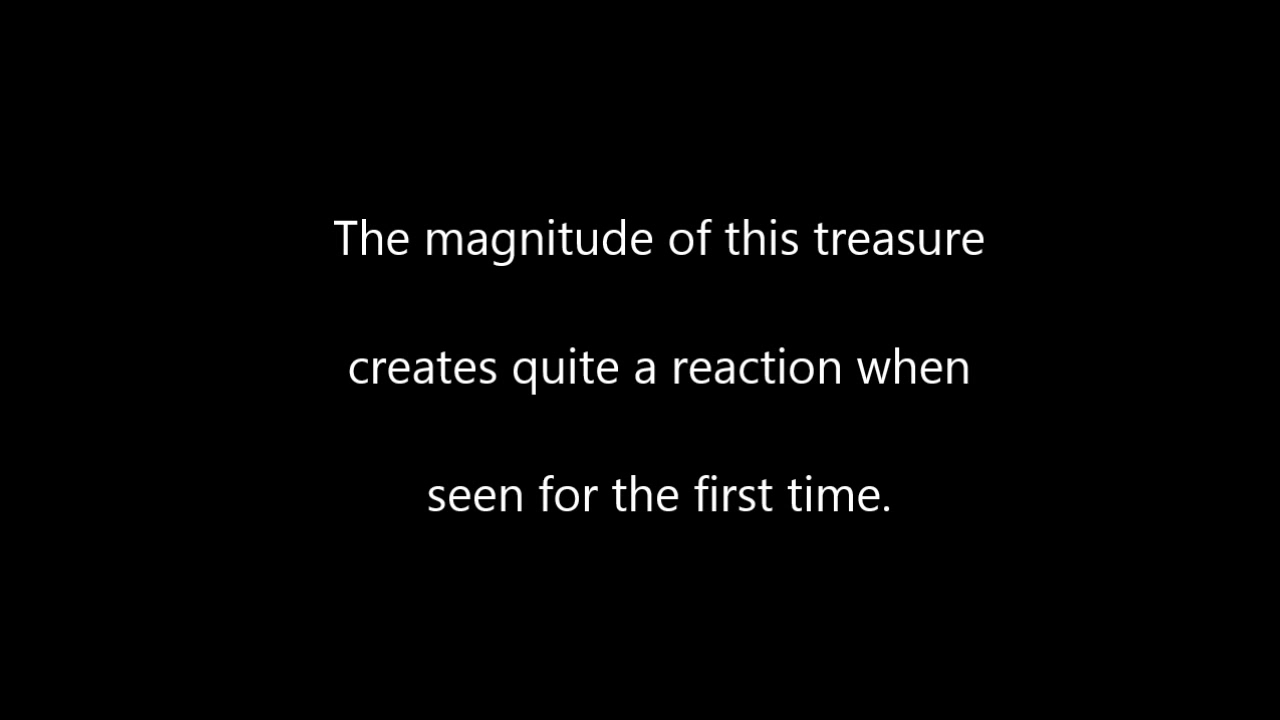 The magnitude of this treasure
creates quite a reaction when
seen for the first time.